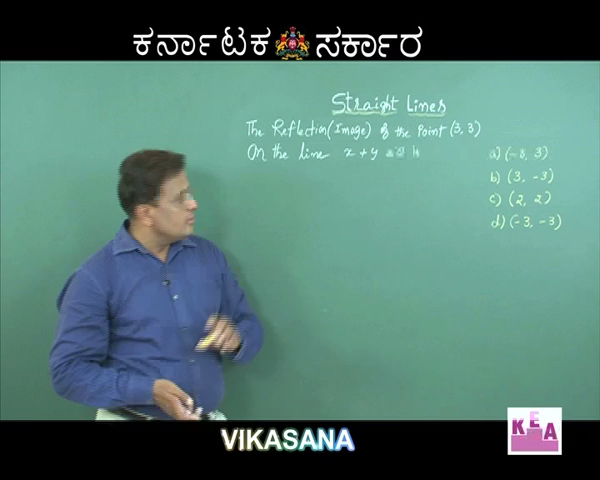 ಕರ್ನಾಟಕ ಸರ್ಕಾರ
Straight Lines
The Reflection (Image) of the Point (3, 3)
On the line x + y
a) (-3, 3)
b) (3, -3)
c) (2, 2)
d) (-3, -3)
VIKASANA
KEA